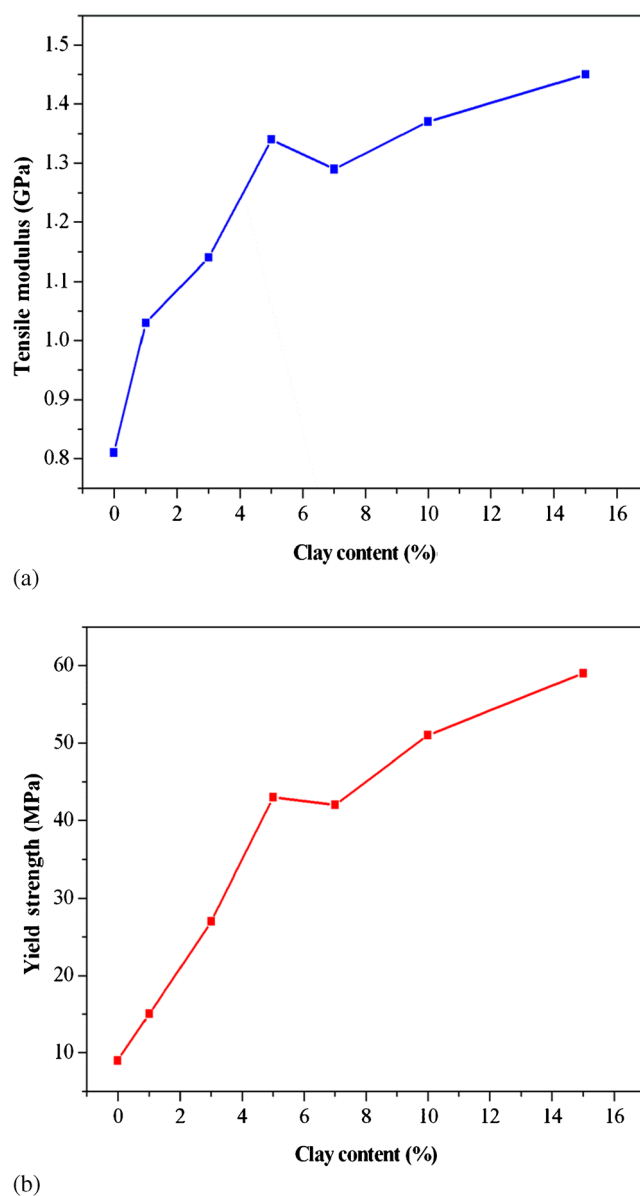 1.5
1.4
1.3
1.2
1.1
1.0
0.9
0.8
Tensile modulus (GPa)
0 2 4 6 8 10 12 14 16
Clay content (%)
(a)
60
50
40
30
20
10
Yield strength (MPa)
0 2 4 6 8 10 12 14 16
Clay content (%)
(b)